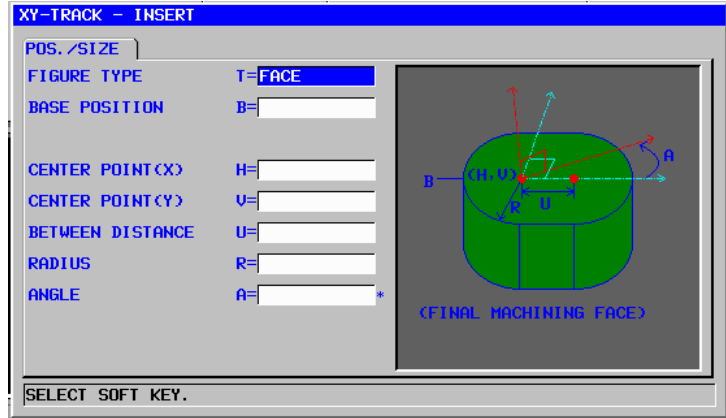 XY-TRACK - INSERT
POS./SIZE
FIGURE TYPE T=FACE
BASE POSITION B=
CENTER POINT(X) H=
CENTER POINT(Y) V=
BETWEEN DISTANCE U=
RADIUS R=
ANGLE A= *
A
B (H,V)
R U
(FINAL MACHINING FACE)
SELECT SOFT KEY.